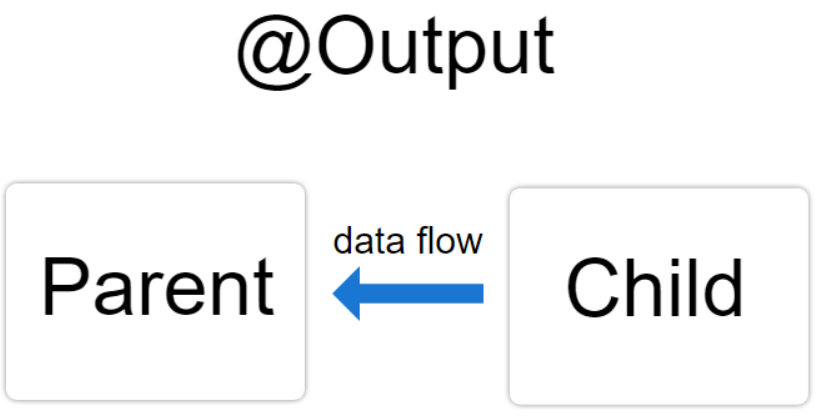 @Output
data flow
Parent
Child